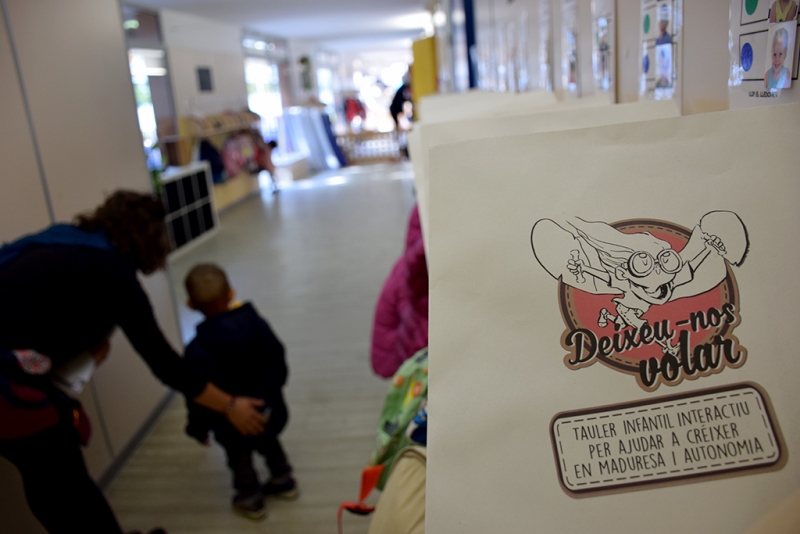 Deixeu-nos
volar
TAULER INFANTIL INTERACTIU
PER AJUDAR A CRÉIXER
EN MADURESA I AUTONOMIA